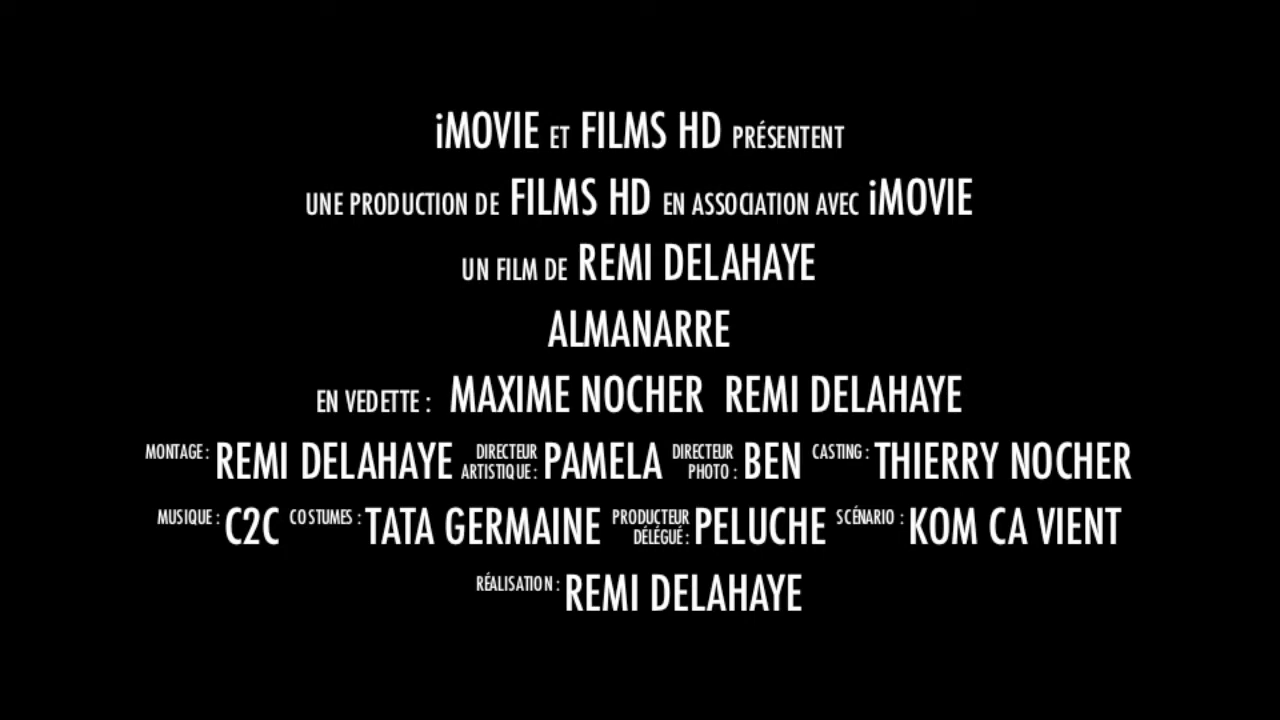 iMOVIE ET FILMS HD PRÉSENTENT
UNE PRODUCTION DE FILMS HD EN ASSOCIATION AVEC iMOVIE
UN FILM DE REMI DELAHAYE
ALMANARRE
EN VEDETTE : MAXIME NOCHER REMI DELAHAYE
MONTAGE : REMI DELAHAYE DIRECTEUR ARTISTIQUE : PAMELA DIRECTEUR PHOTO : BEN CASTING : THIERRY NOCHER
MUSIQUE : C2C COSTUMES : TATA GERMAINE PRODUCTEUR DÉLÉGUÉ : PELUCHE SCÉNARIO : KOM CA VIENT
RÉALISATION : REMI DELAHAYE